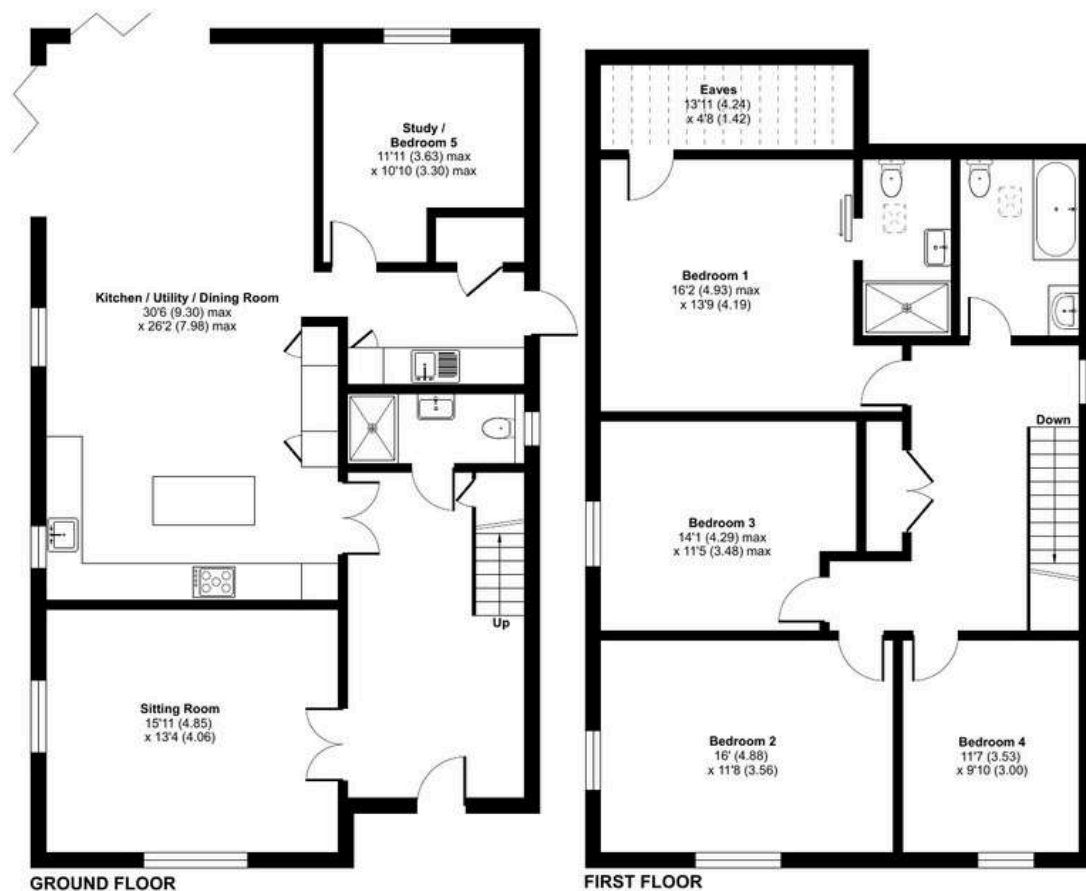 Study /
Bedroom 5
11'11 (3.63) max
x 10'10 (3.30) max
Kitchen / Utility / Dining Room
30'6 (9.30) max
x 26'2 (7.98) max
Up
Sitting Room
15'11 (4.85)
x 13'4 (4.06)
GROUND FLOOR
Eaves
13'11 (4.24)
x 4'8 (1.42)
Bedroom 1
16'2 (4.93) max
x 13'9 (4.19)
Down
Bedroom 3
14'1 (4.29) max
x 11'5 (3.48) max
Bedroom 2
16' (4.88)
x 11'8 (3.56)
Bedroom 4
11'7 (3.53)
x 9'10 (3.00)
FIRST FLOOR